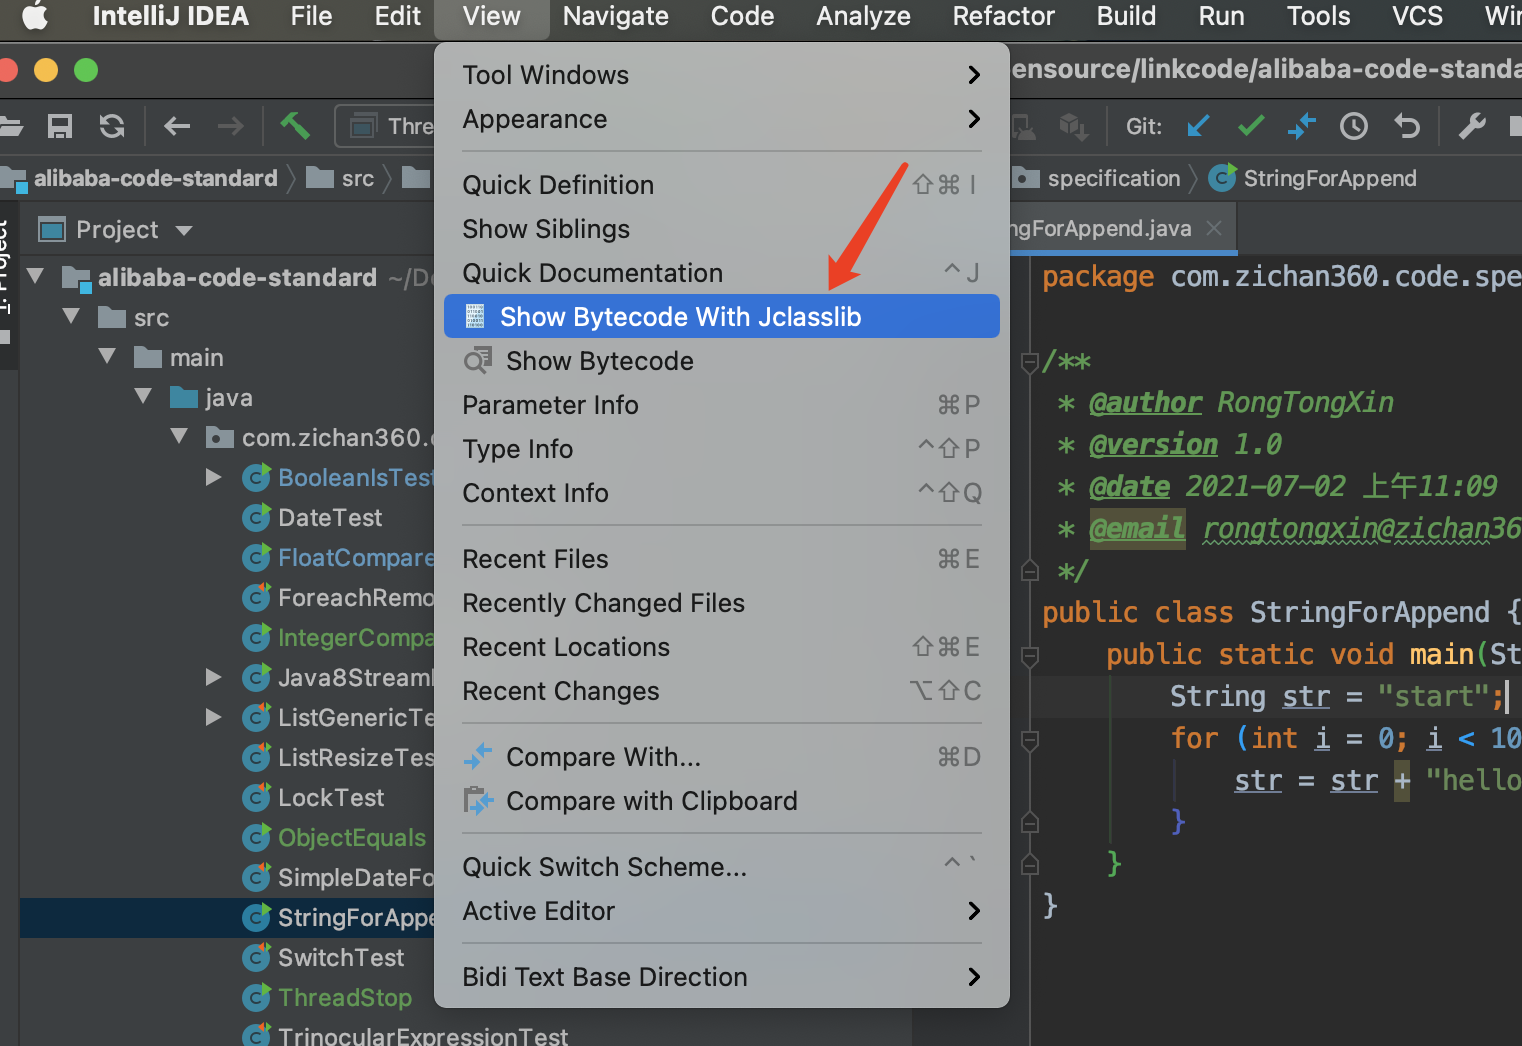 IntelliJ IDEA File Edit View Navigate Code Analyze Refactor Build Run Tools VCS
ensource/linkcode/alibaba-code-standa
Thre
Git:
alibaba-code-standard src
specification StringForAppend
Project
ngForAppend.java
1: Project
alibaba-code-standard ~/D
src
main
java
com.zichan360.
BooleanIsTest
DateTest
FloatCompare
ForeachRemo
IntegerCompa
Java8Stream
ListGenericTe
ListResizeTes
LockTest
ObjectEquals
SimpleDateFo
StringForAppe
SwitchTest
ThreadStop
TrinocularExpressionTest
Tool Windows
Appearance
Quick Definition ⇧⌘I
Show Siblings
Quick Documentation ^J
Show Bytecode With Jclasslib
Show Bytecode
Parameter Info ⌘P
Type Info ^⇧P
Context Info ^⇧Q
Recent Files ⌘E
Recently Changed Files
Recent Locations ⇧⌘E
Recent Changes ⌥⇧C
Compare With... ⌘D
Compare with Clipboard
Quick Switch Scheme... ^`
Active Editor
Bidi Text Base Direction
package com.zichan360.code.spe
/**
* @author RongTongXin
* @version 1.0
* @date 2021-07-02 上午11:09
* @email rongtongxin@zichan36
*/
public class StringForAppend {
public static void main(St
String str = "start";
for (int i = 0; i < 10
str = str + "hello
}
}
}